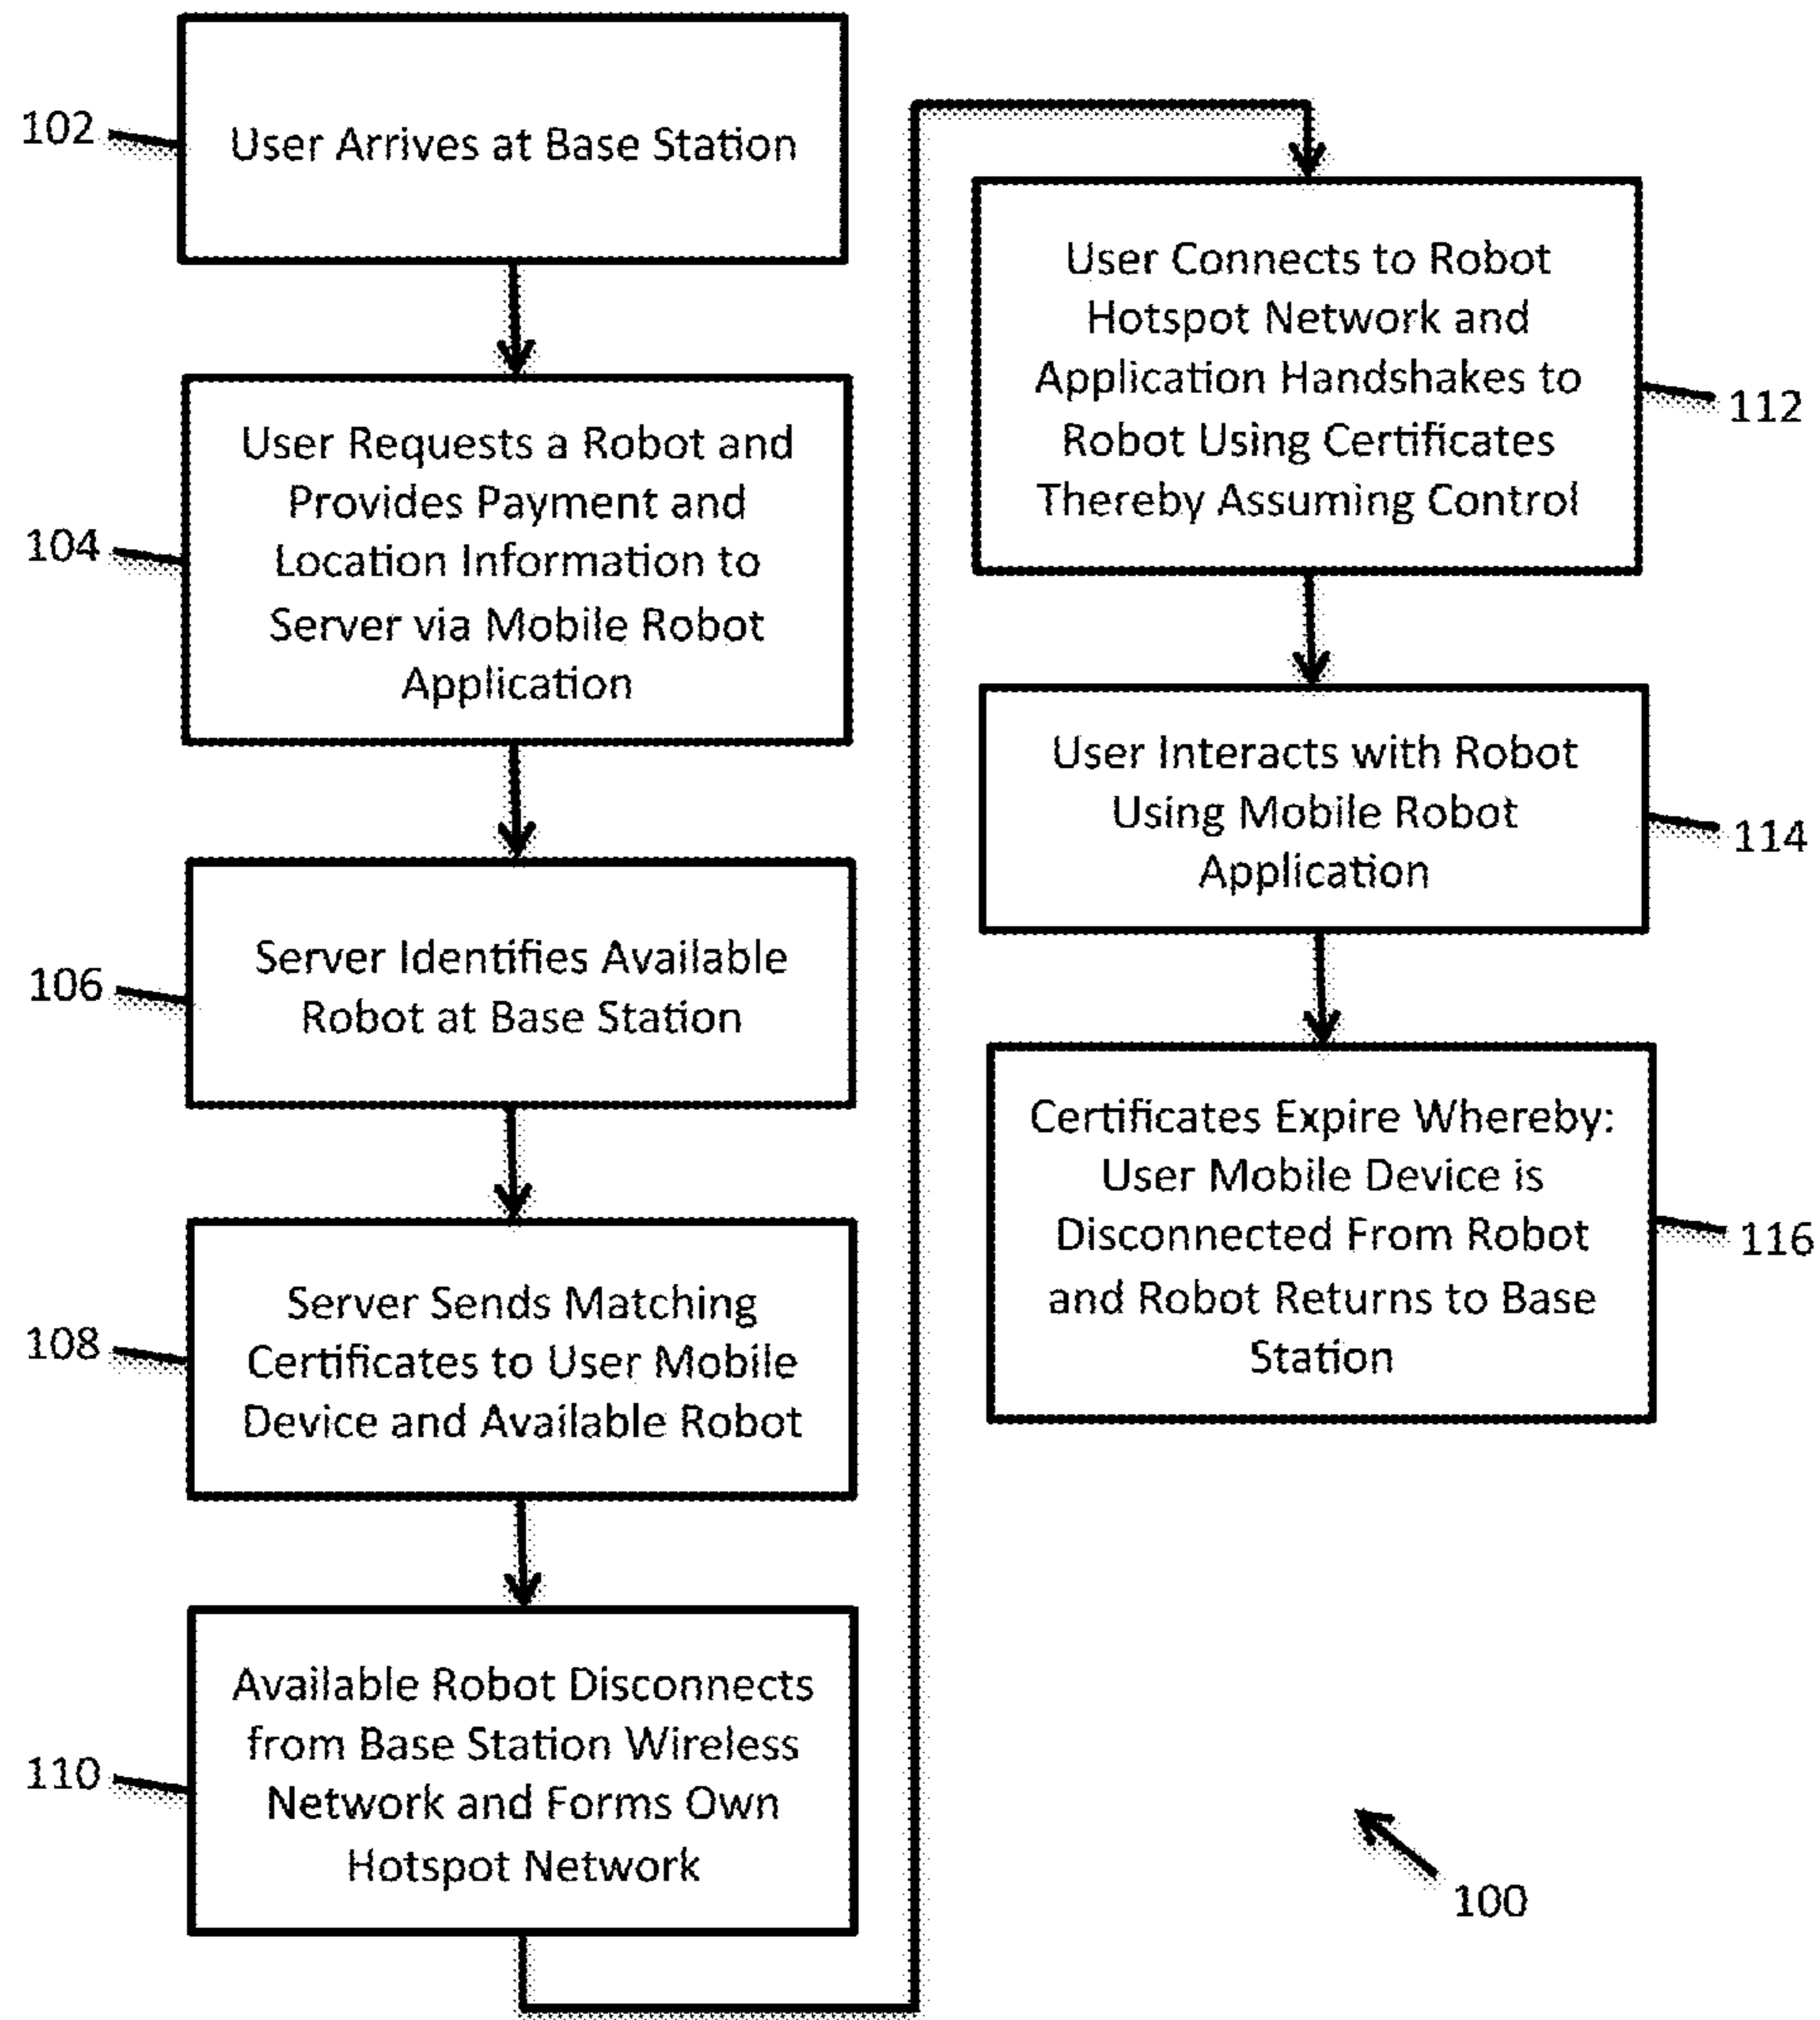 102
User Arrives at Base Station
104
User Requests a Robot and
Provides Payment and
Location Information to
Server via Mobile Robot
Application
106
Server Identifies Available
Robot at Base Station
108
Server Sends Matching
Certificates to User Mobile
Device and Available Robot
110
Available Robot Disconnects
from Base Station Wireless
Network and Forms Own
Hotspot Network
User Connects to Robot
Hotspot Network and
Application Handshakes to
Robot Using Certificates
Thereby Assuming Control
112
User Interacts with Robot
Using Mobile Robot
Application
114
Certificates Expire Whereby:
User Mobile Device is
Disconnected From Robot
and Robot Returns to Base
Station
116
100